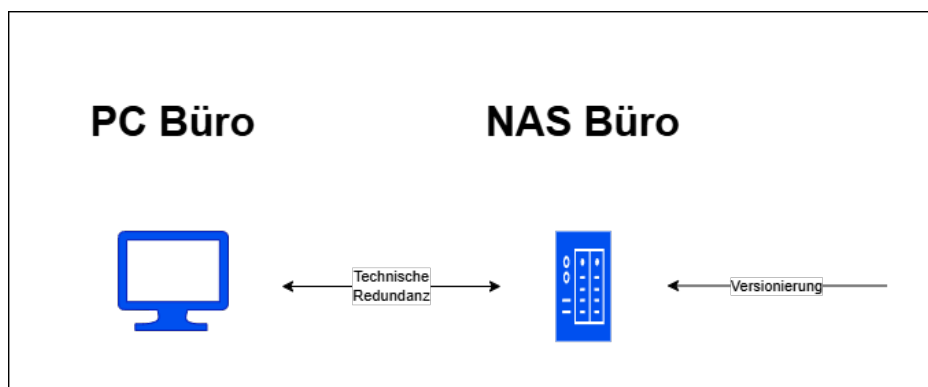 PC Büro
NAS Büro
Technische
Redundanz
Versionierung